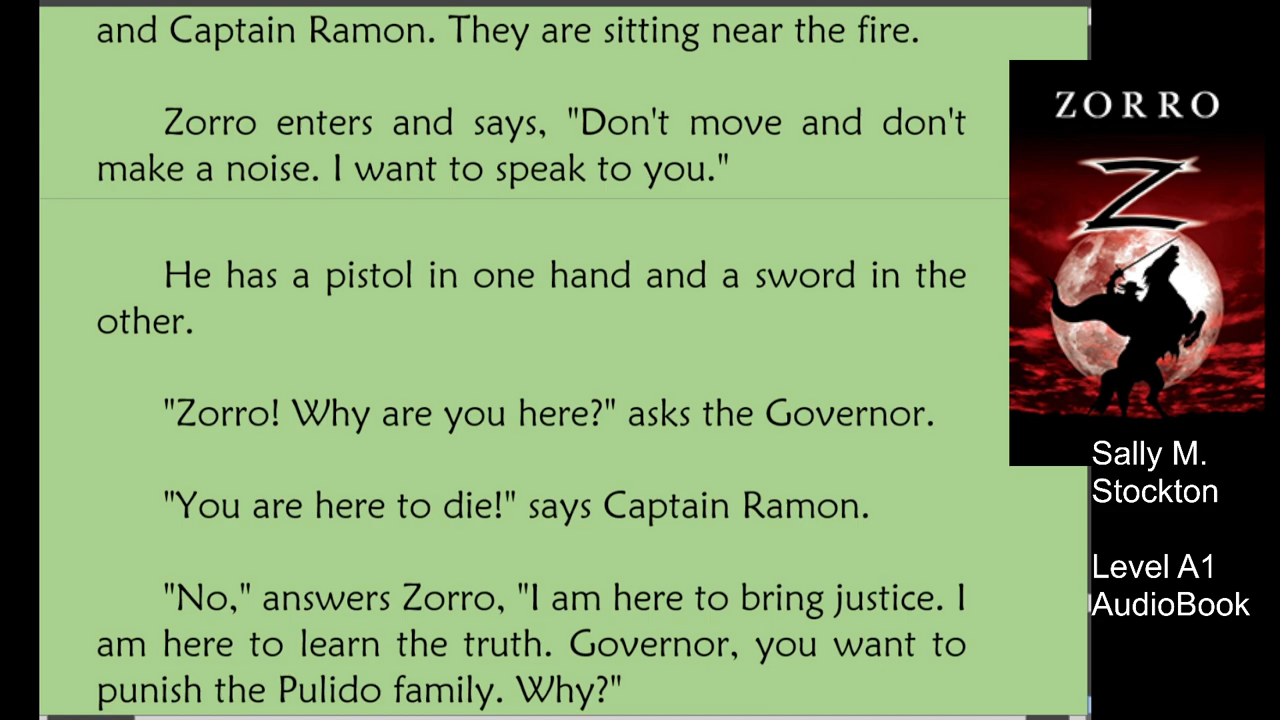 and Captain Ramon. They are sitting near the fire.
Zorro enters and says, "Don't move and don't
make a noise. I want to speak to you."
He has a pistol in one hand and a sword in the
other.
"Zorro! Why are you here?" asks the Governor.
"You are here to die!" says Captain Ramon.
"No," answers Zorro, "I am here to bring justice. I
am here to learn the truth. Governor, you want to
punish the Pulido family. Why?"
ZORRO
Z
Sally M.
Stockton
Level A1
AudioBook